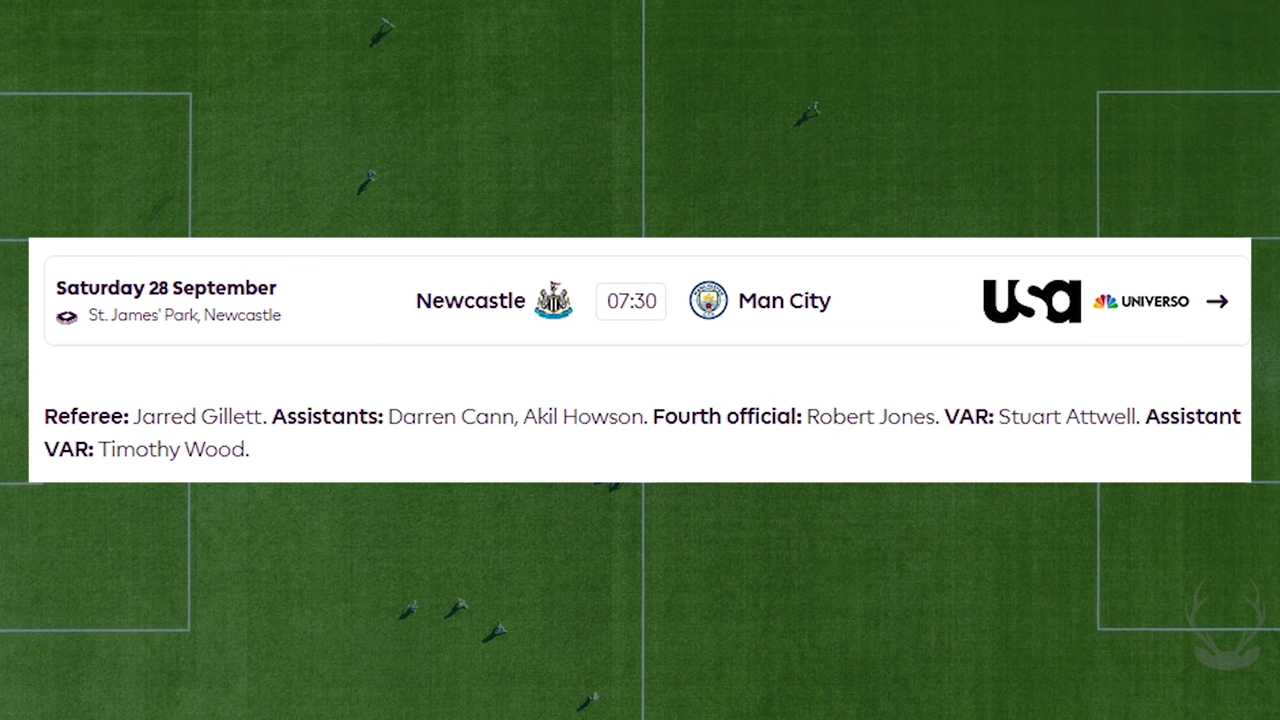 Saturday 28 September
St. James' Park, Newcastle
Newcastle 07:30 Man City
USA UNIVERSO
Referee: Jarred Gillett. Assistants: Darren Cann, Akil Howson. Fourth official: Robert Jones. VAR: Stuart Attwell. Assistant
VAR: Timothy Wood.